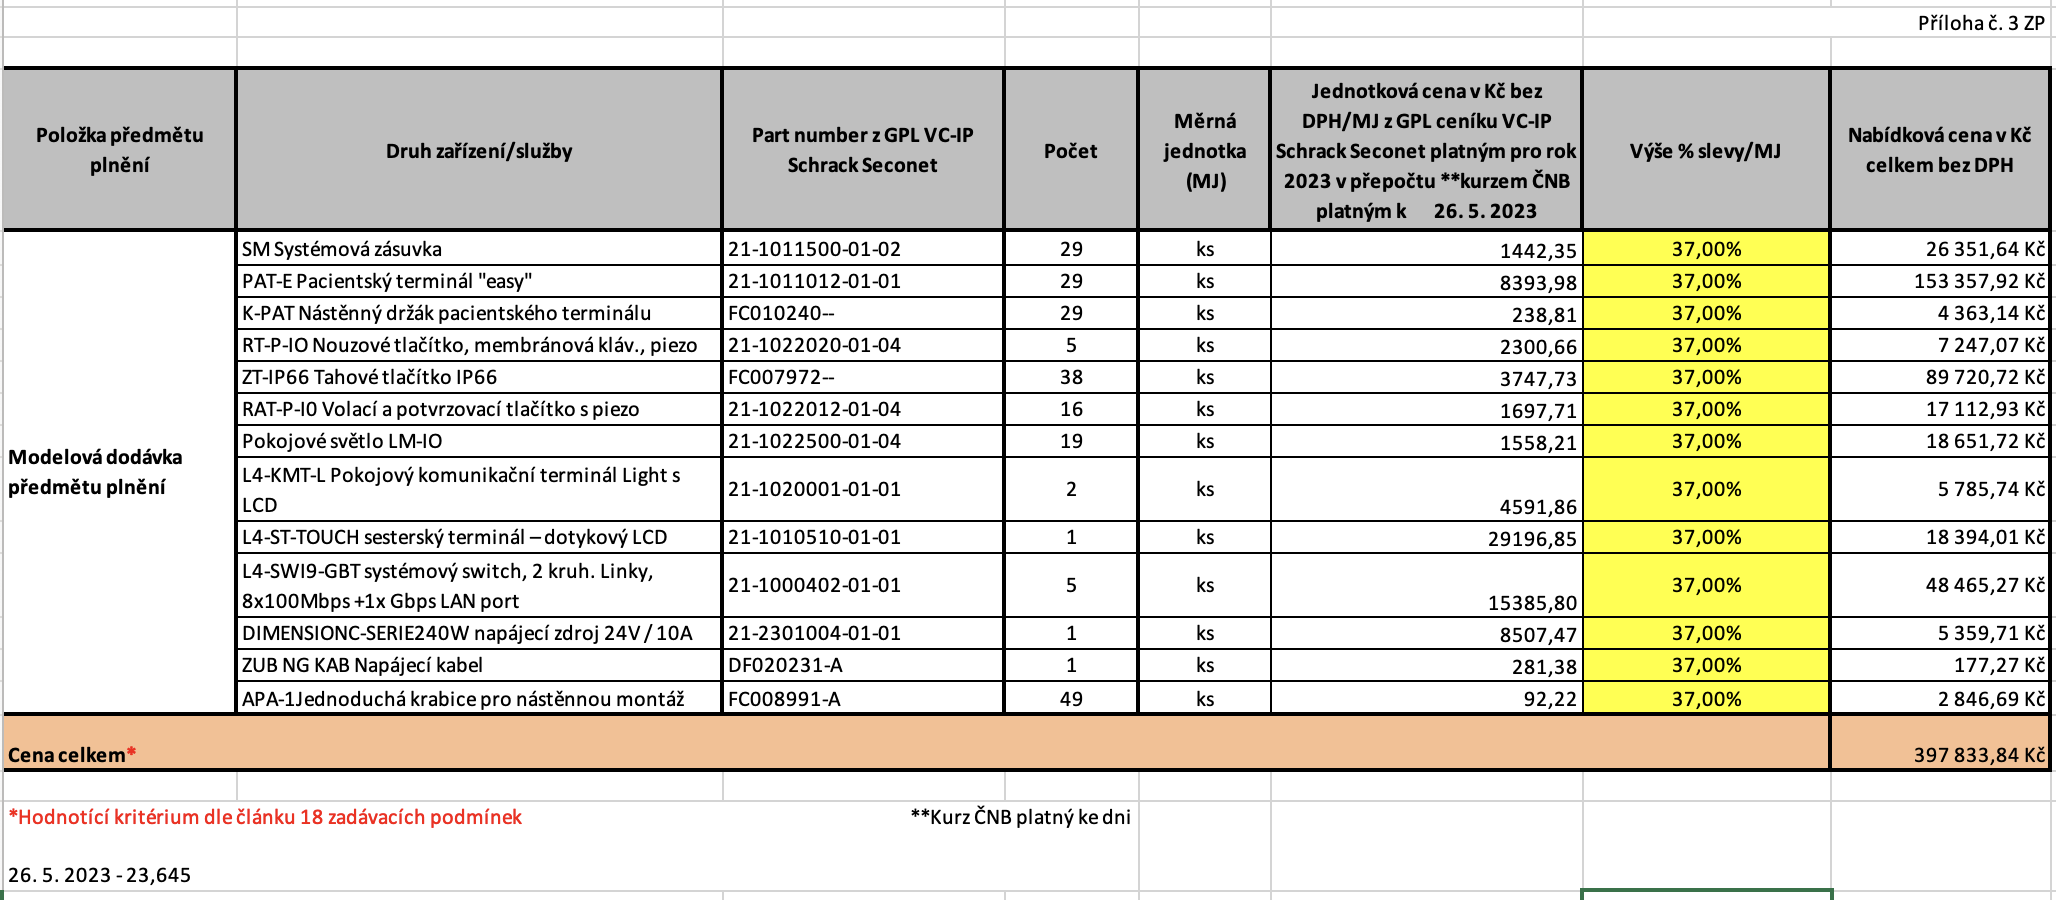 Příloha č. 3 ZP
Položka předmětu
plnění
Druh zařízení/služby
Part number z GPL VC-IP
Schrack Seconet
Počet
Měrná
jednotka
(MJ)
Jednotková cena v Kč bez
DPH/MJ z GPL ceníku VC-IP
Schrack Seconet platným pro rok
2023 v přepočtu **kurzem ČNB
platným k 26. 5. 2023
Výše % slevy/MJ
Nabídková cena v Kč
celkem bez DPH
Modelová dodávka
předmětu plnění
SM Systémová zásuvka 21-1011500-01-02 29 ks 1442,35 37,00% 26 351,64 Kč
PAT-E Pacientský terminál "easy" 21-1011012-01-01 29 ks 8393,98 37,00% 153 357,92 Kč
K-PAT Nástěnný držák pacientského terminálu FC010240-- 29 ks 238,81 37,00% 4 363,14 Kč
RT-P-IO Nouzové tlačítko, membránová kláv., piezo 21-1022020-01-04 5 ks 2300,66 37,00% 7 247,07 Kč
ZT-IP66 Tahové tlačítko IP66 FC007972-- 38 ks 3747,73 37,00% 89 720,72 Kč
RAT-P-I0 Volací a potvrzovací tlačítko s piezo 21-1022012-01-04 16 ks 1697,71 37,00% 17 112,93 Kč
Pokojové světlo LM-IO 21-1022500-01-04 19 ks 1558,21 37,00% 18 651,72 Kč
L4-KMT-L Pokojový komunikační terminál Light s
LCD
21-1020001-01-01 2 ks 4591,86 37,00% 5 785,74 Kč
L4-ST-TOUCH sesterský terminál – dotykový LCD 21-1010510-01-01 1 ks 29196,85 37,00% 18 394,01 Kč
L4-SWI9-GBT systémový switch, 2 kruh. Linky,
8x100Mbps +1x Gbps LAN port
21-1000402-01-01 5 ks 15385,80 37,00% 48 465,27 Kč
DIMENSIONC-SERIE240W napájecí zdroj 24V / 10A 21-2301004-01-01 1 ks 8507,47 37,00% 5 359,71 Kč
ZUB NG KAB Napájecí kabel DF020231-A 1 ks 281,38 37,00% 177,27 Kč
APA-1Jednoduchá krabice pro nástěnnou montáž FC008991-A 49 ks 92,22 37,00% 2 846,69 Kč
Cena celkem* 397 833,84 Kč
*Hodnotící kritérium dle článku 18 zadávacích podmínek **Kurz ČNB platný ke dni
26. 5. 2023 - 23,645